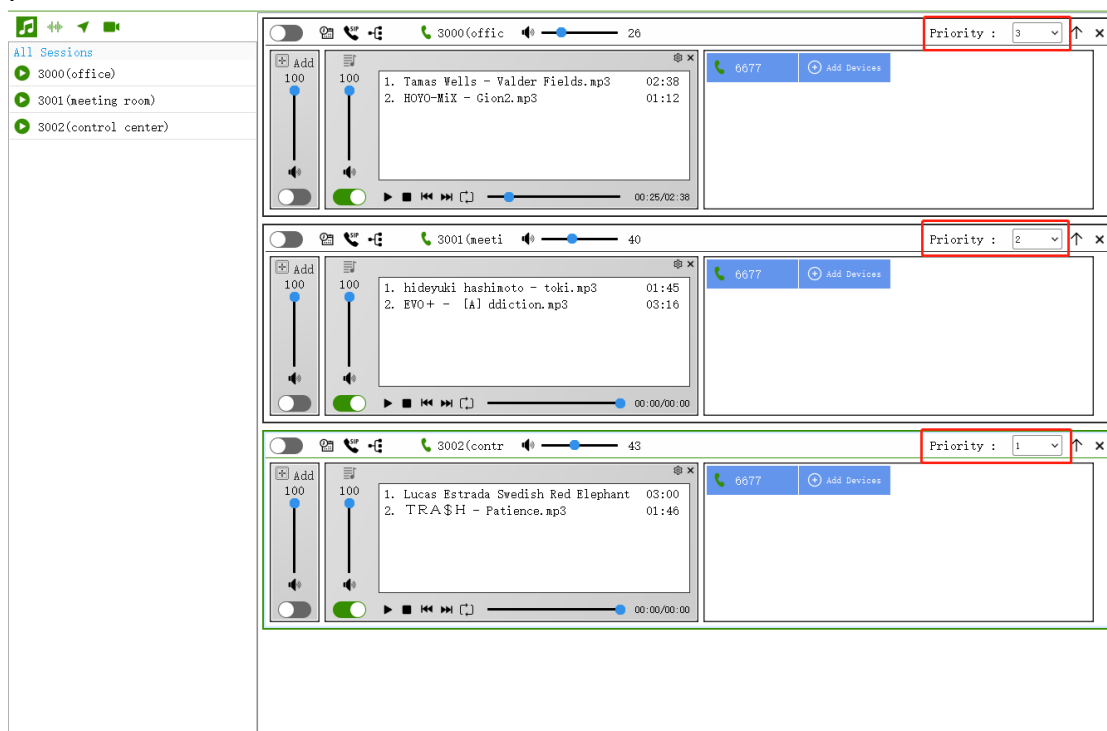 All Sessions
3000(office)
3001(meeting room)
3002(control center)
SIP 3000(offic 26 Priority : 3
Add
100 100
1. Tamas Wells - Valder Fields.mp3 02:38
2. HOYO-MiX - Gion2.mp3 01:12
6677 Add Devices
00:25/02:38
SIP 3001(meeti 40 Priority : 2
Add
100 100
1. hideyuki hashimoto - toki.mp3 01:45
2. EVO+ - [A] ddiction.mp3 03:16
6677 Add Devices
00:00/00:00
SIP 3002(contr 43 Priority : 1
Add
100 100
1. Lucas Estrada Swedish Red Elephant 03:00
2. TRA$H - Patience.mp3 01:46
6677 Add Devices
00:00/00:00